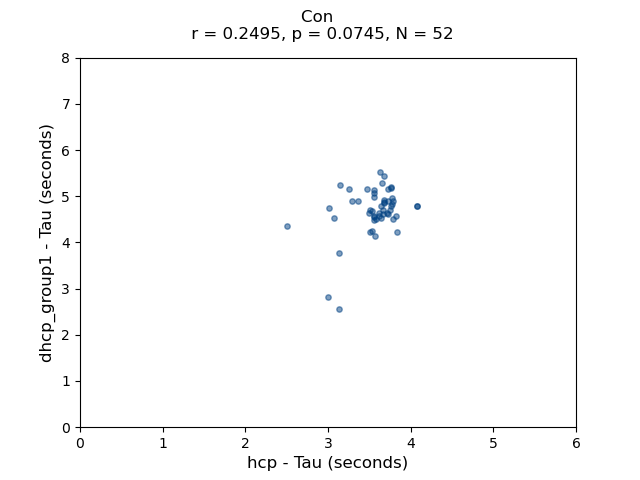 Con
r = 0.2495, p = 0.0745, N = 52
8
7
6
5
4
3
2
1
0
dhcp_group1 - Tau (seconds)
0 1 2 3 4 5 6
hcp - Tau (seconds)